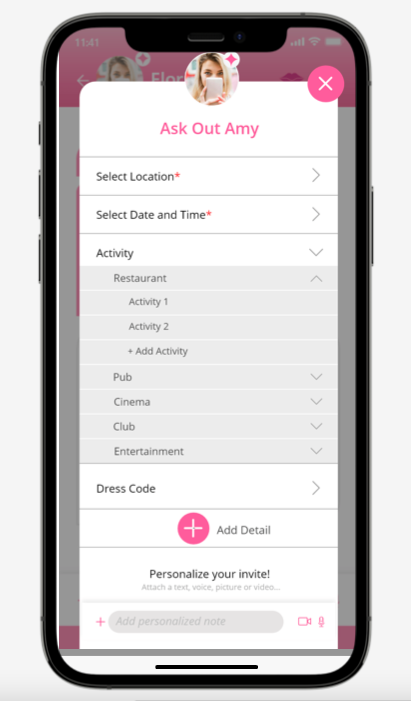 11:41
Flor
Ask Out Amy
Select Location*
Select Date and Time*
Activity
Restaurant
Activity 1
Activity 2
+ Add Activity
Pub
Cinema
Club
Entertainment
Dress Code
Add Detail
Personalize your invite!
Attach a text, voice, picture or video...
+ Add personalized note